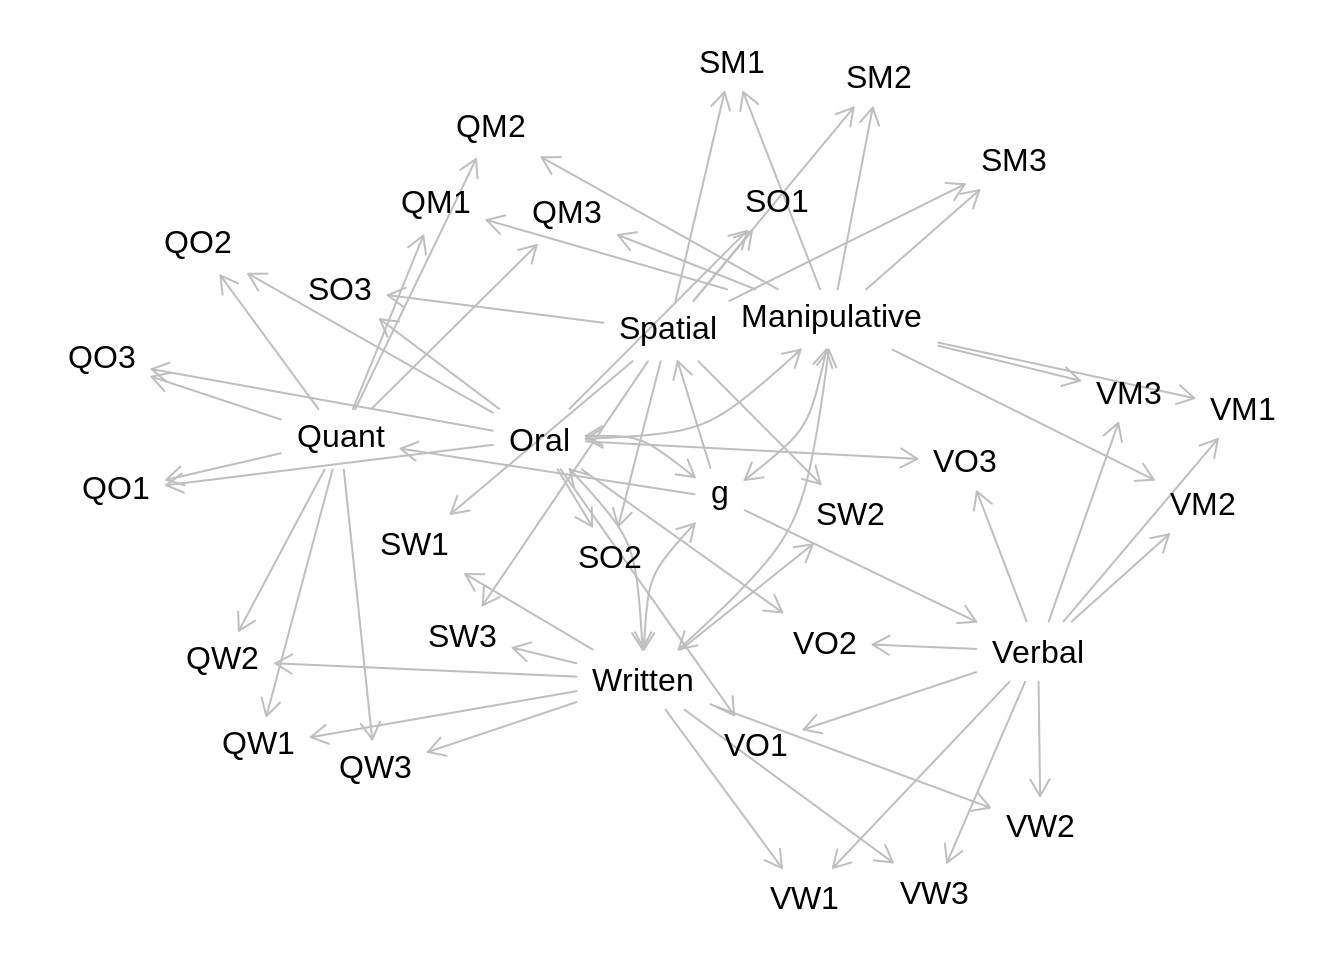 SM1
SM2
QM2
SM3
QM1
SO1
QM3
QO2
SO3
Manipulative
Spatial
QO3
VM3
VM1
Quant
Oral
VO3
QO1
g
VM2
SW2
SW1
SO2
SW3
VO2
Verbal
QW2
Written
QW1
VO1
QW3
VW2
VW3
VW1